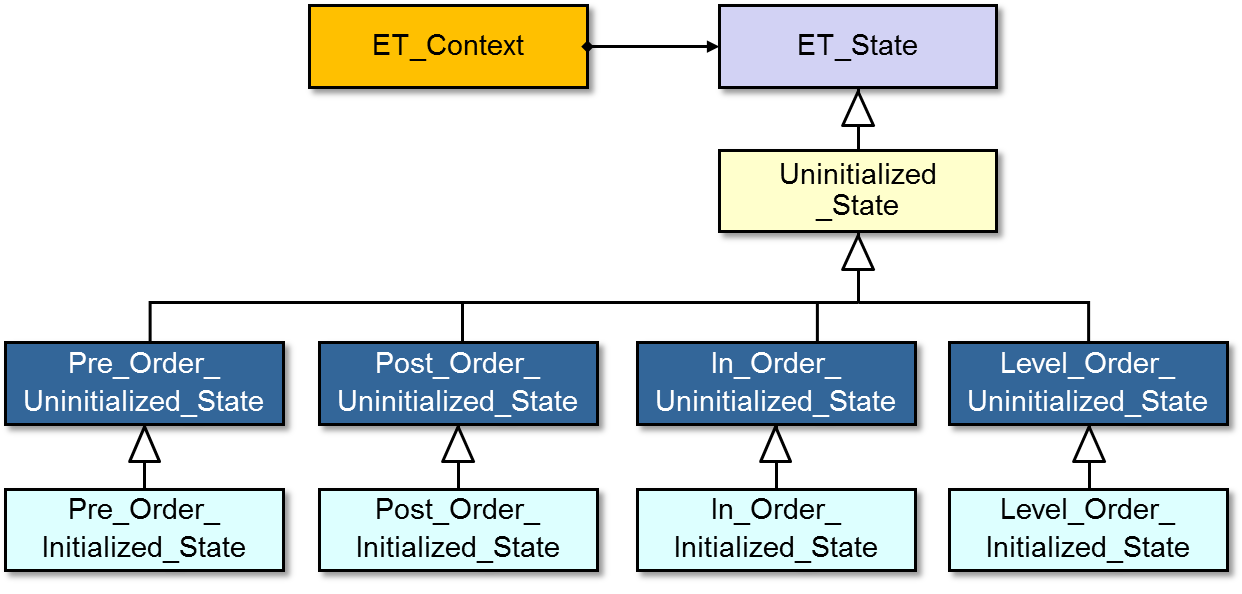 ET_Context
ET_State
Uninitialized
_State
Pre_Order_
Uninitialized_State
Post_Order_
Uninitialized_State
In_Order_
Uninitialized_State
Level_Order_
Uninitialized_State
Pre_Order_
Initialized_State
Post_Order_
Initialized_State
In_Order_
Initialized_State
Level_Order_
Initialized_State